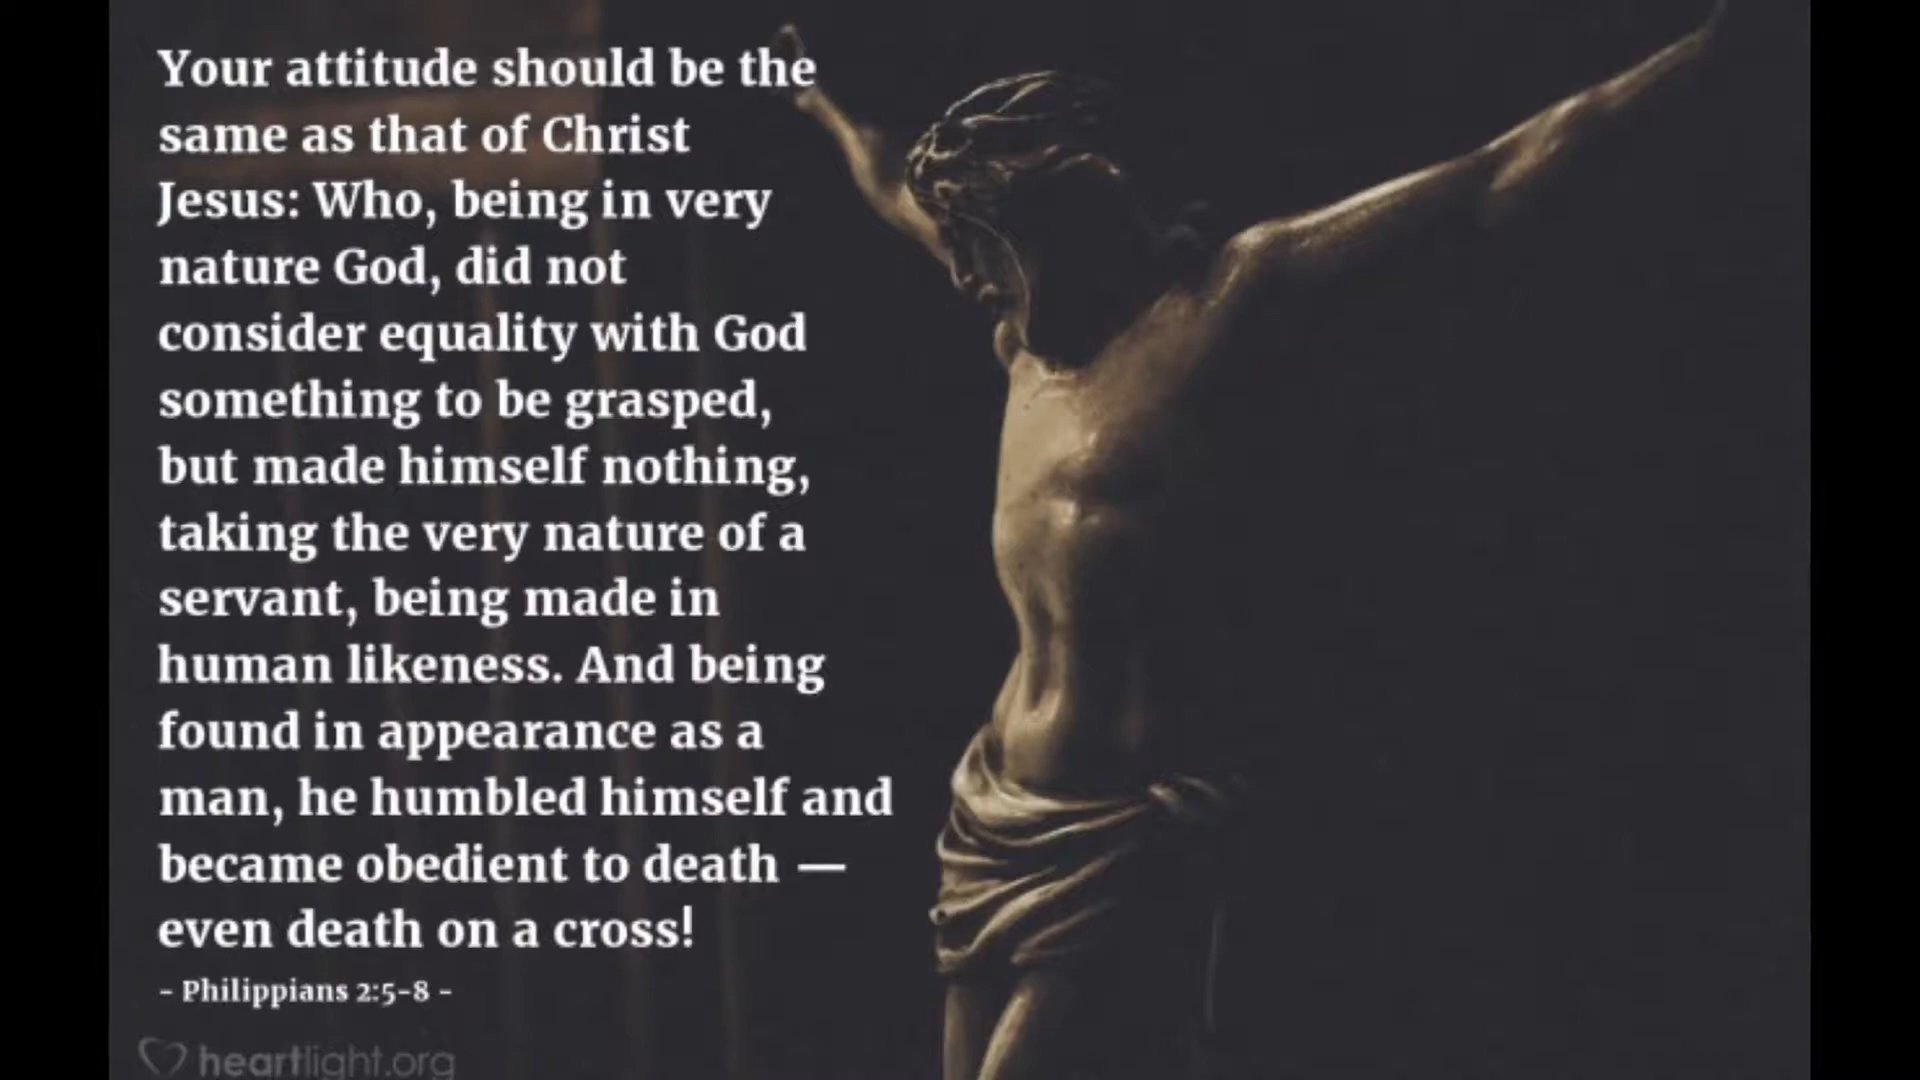 Your attitude should be the
same as that of Christ
Jesus: Who, being in very
nature God, did not
consider equality with God
something to be grasped,
but made himself nothing,
taking the very nature of a
servant, being made in
human likeness. And being
found in appearance as a
man, he humbled himself and
became obedient to death —
even death on a cross!
- Philippians 2:5-8 -
heartlight.org